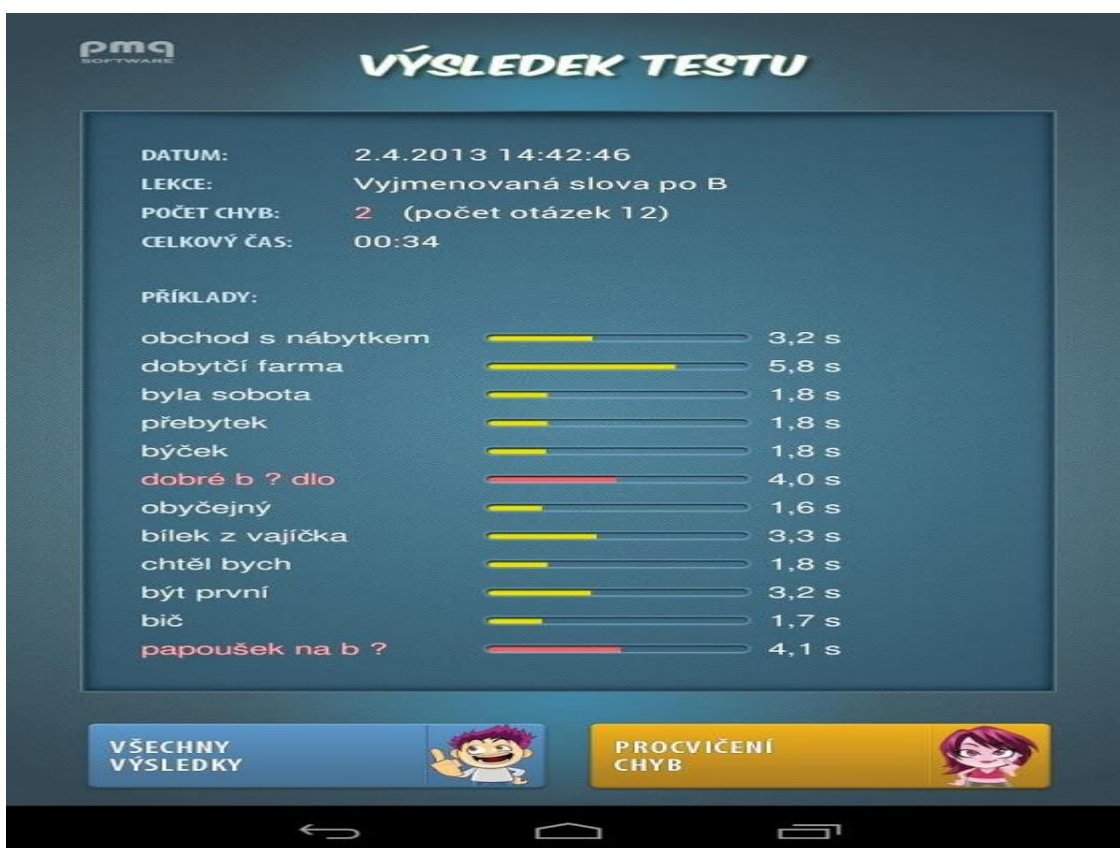 pmq
SOFTWARE
VÝSLEDEK TESTU
DATUM: 2.4.2013 14:42:46
LEKCE: Vyjmenovaná slova po B
POČET CHYB: 2 (počet otázek 12)
CELKOVÝ ČAS: 00:34
PŘÍKLADY:
obchod s nábytkem 3,2 s
dobytčí farma 5,8 s
byla sobota 1,8 s
přebytek 1,8 s
býček 1,8 s
dobré b ? dlo 4,0 s
obyčejný 1,6 s
bílek z vajíčka 3,3 s
chtěl bych 1,8 s
být první 3,2 s
bič 1,7 s
papoušek na b ? 4,1 s
VŠECHNY
VÝSLEDKY
PROCVIČENÍ
CHYB